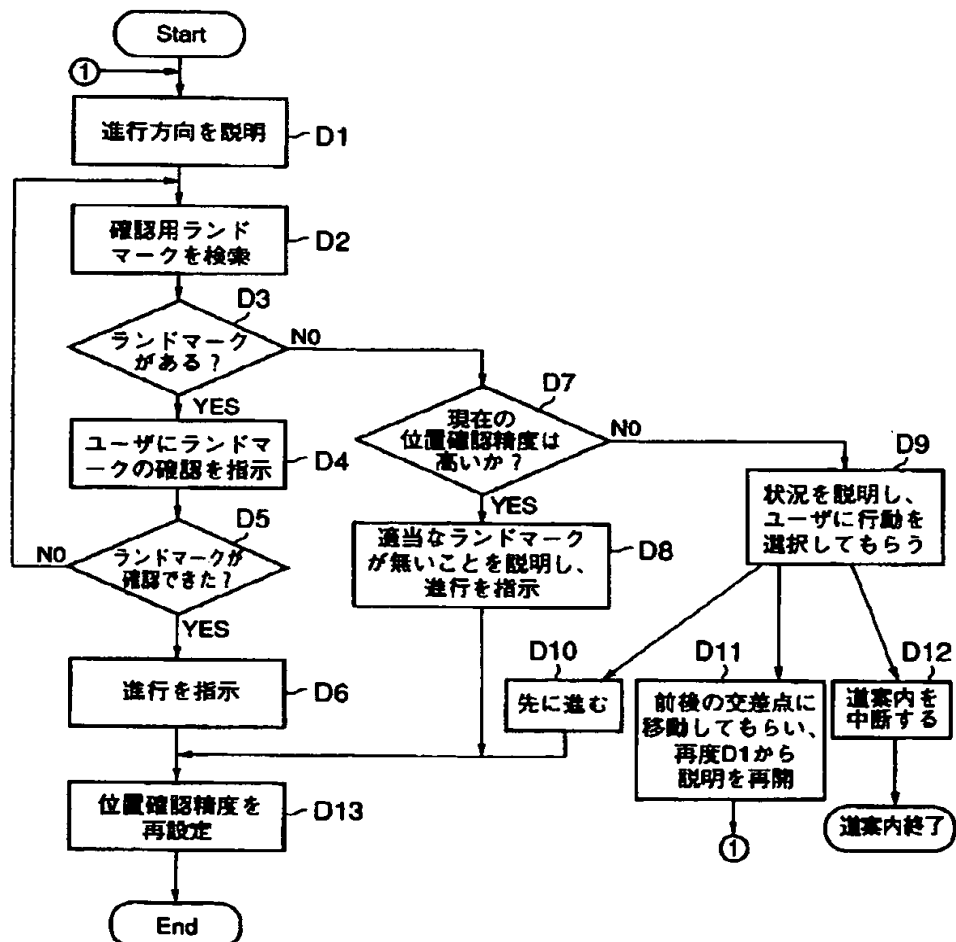 Start
①
進行方向を説明
D1
確認用ランド
マークを検索
D2
D3
ランドマーク
がある？
NO
YES
ユーザにランドマ
ークの確認を指示
D4
D5
ランドマークが
確認できた？
NO
YES
進行を指示
D6
D7
現在の
位置確認精度は
高いか？
NO
YES
適当なランドマーク
が無いことを説明し、
進行を指示
D8
D9
状況を説明し、
ユーザに行動を
選択してもらう
D10
先に進む
D11
前後の交差点に
移動してもらい、
再度D1から
説明を再開
①
D12
道案内を
中断する
道案内終了
位置確認精度を
再設定
D13
End